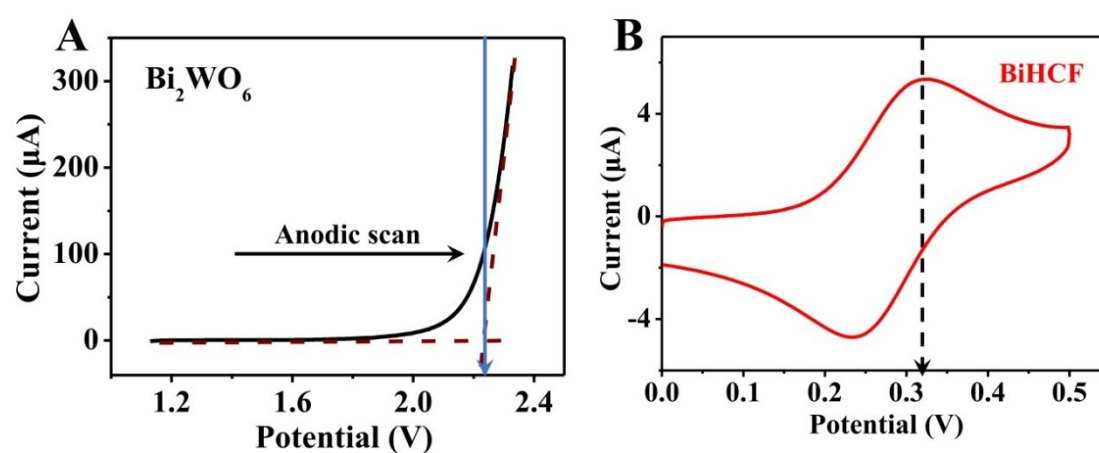 A
Bi₂WO₆
Anodic scan
Current (µA)
300
200
100
0
1.2
1.6
2.0
2.4
Potential (V)
B
BiHCF
Current (µA)
4
0
-4
0.0
0.1
0.2
0.3
0.4
0.5
Potential (V)